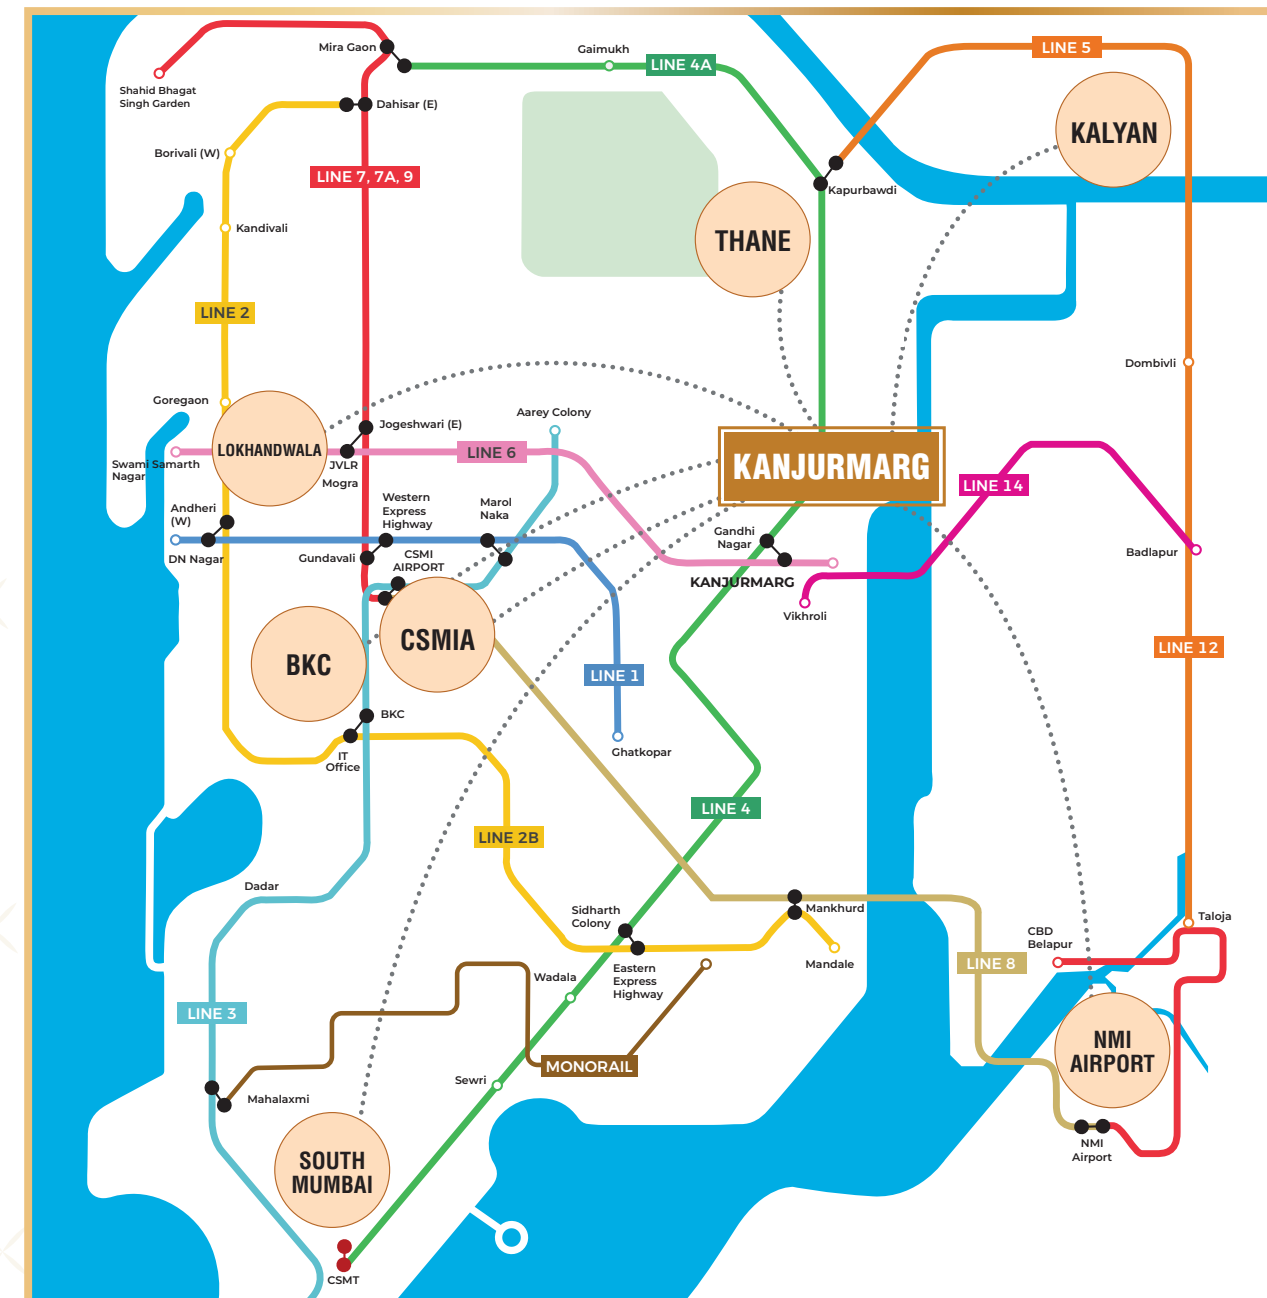 LINE 5
Mira Gaon
Gaimukh
LINE 4A
Shahid Bhagat
Singh Garden
Dahisar (E)
KALYAN
Borivali (W)
LINE 7, 7A, 9
Kapurbawdi
Kandivali
THANE
LINE 2
Dombivli
Goregaon
Aarey Colony
Jogeshwari (E)
LOKHANDWALA
LINE 6
KANJURMARG
Swami Samarth
Nagar
JVLR
Mogra
LINE 14
Andheri
(W)
Western
Express
Highway
Marol
Naka
Gandhi
Nagar
DN Nagar
Gundavali
CSMI
AIRPORT
Badlapur
KANJURMARG
Vikhroli
CSMIA
BKC
LINE 12
LINE 1
BKC
Ghatkopar
IT
Office
LINE 4
LINE 2B
Dadar
Sidharth
Colony
Mankhurd
Taloja
CBD
Belapur
Mandale
LINE 8
Eastern
Express
Highway
Wadala
LINE 3
NMI
AIRPORT
MONORAIL
Sewri
Mahalaxmi
NMI
Airport
SOUTH
MUMBAI
CSMT